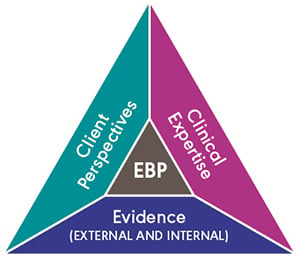 Client
Perspectives
Clinical
Expertise
EBP
Evidence
(EXTERNAL AND INTERNAL)